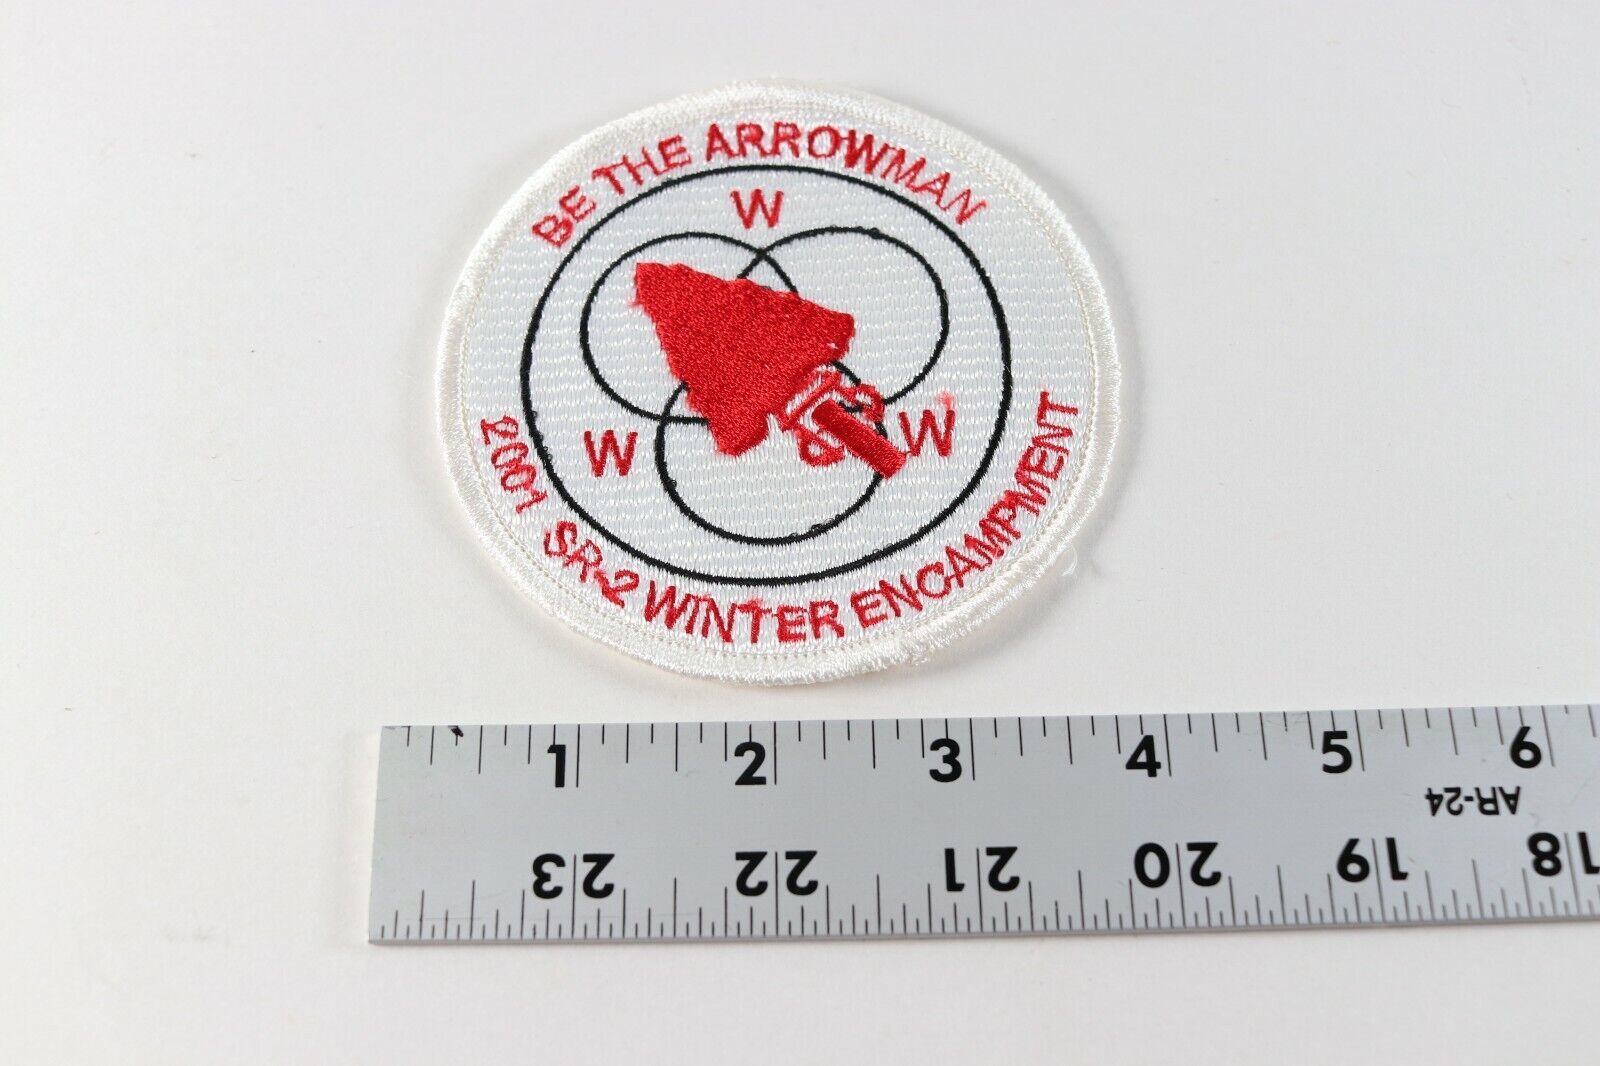 BE THE ARROWMAN
W
W W
2001 SR-2 WINTER ENCAMPMENT
1 2 3 4 5 6
AR-24
23 22 21 20 19 18